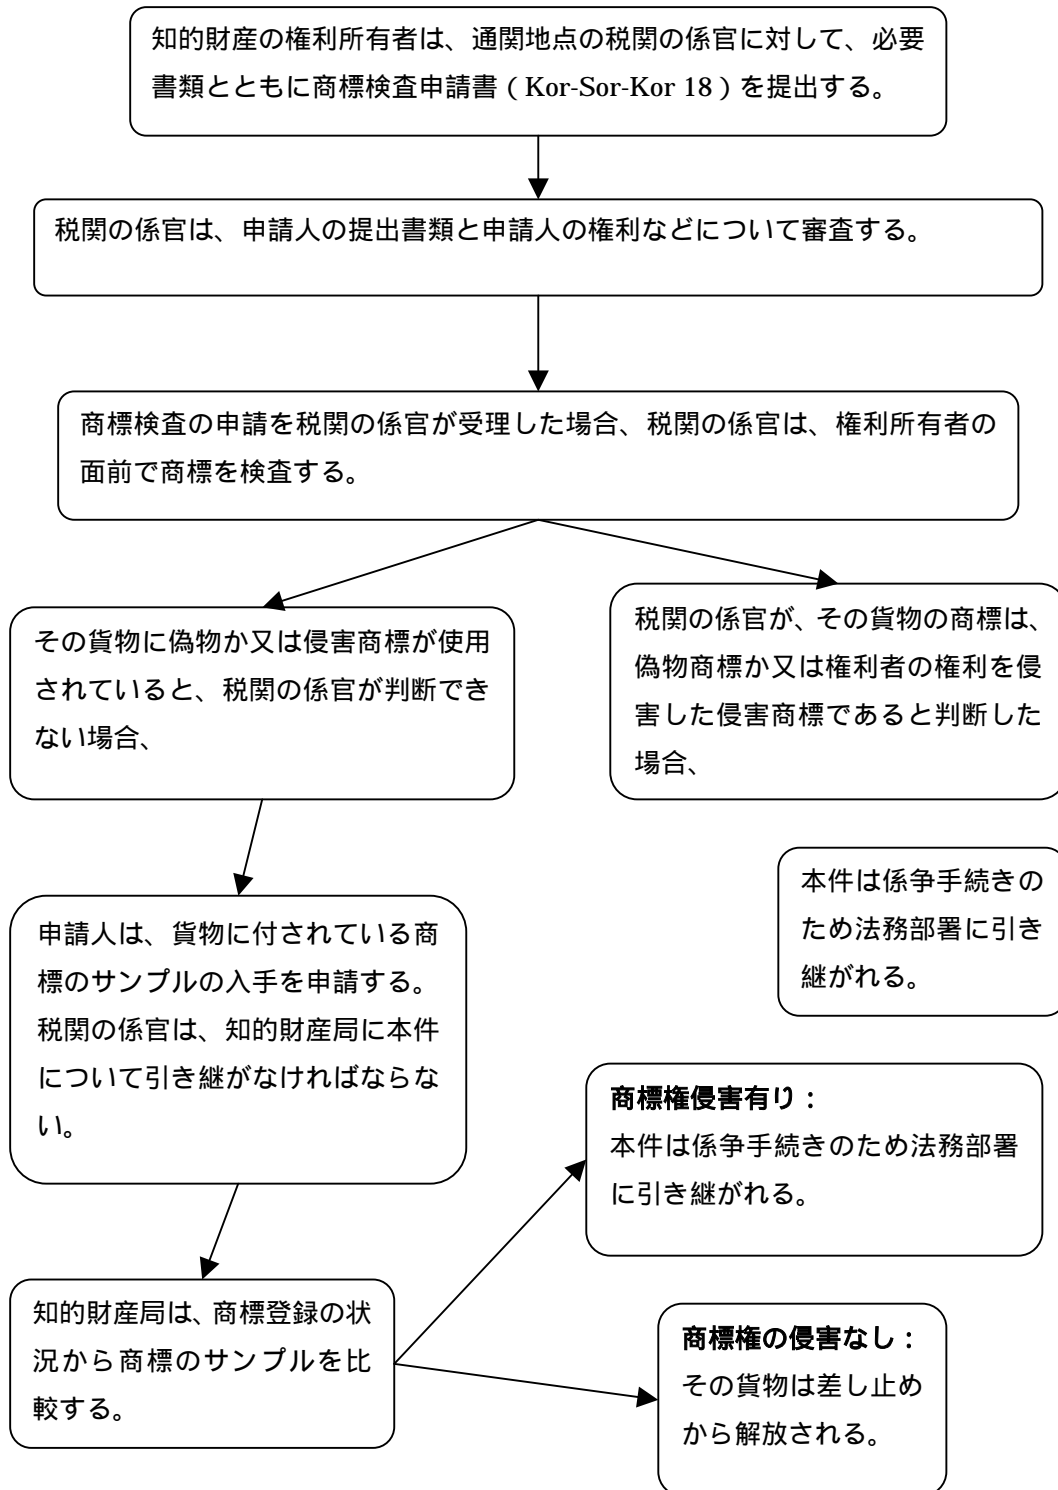 知的財産の権利所有者は、通関地点の税関の係官に対して、必要
書類とともに商標検査申請書（Kor-Sor-Kor 18）を提出する。
税関の係官は、申請人の提出書類と申請人の権利などについて審査する。
商標検査の申請を税関の係官が受理した場合、税関の係官は、権利所有者の
面前で商標を検査する。
その貨物に偽物か又は侵害商標が使用
されていると、税関の係官が判断でき
ない場合、
税関の係官が、その貨物の商標は、
偽物商標か又は権利者の権利を侵
害した侵害商標であると判断した
場合、
本件は係争手続きの
ため法務部署に引き
継がれる。
申請人は、貨物に付されている商
標のサンプルの入手を申請する。
税関の係官は、知的財産局に本件
について引き継がなければならな
い。
商標権侵害有り：
本件は係争手続きのため法務部署
に引き継がれる。
知的財産局は、商標登録の状
況から商標のサンプルを比
較する。
商標権の侵害なし：
その貨物は差し止め
から解放される。